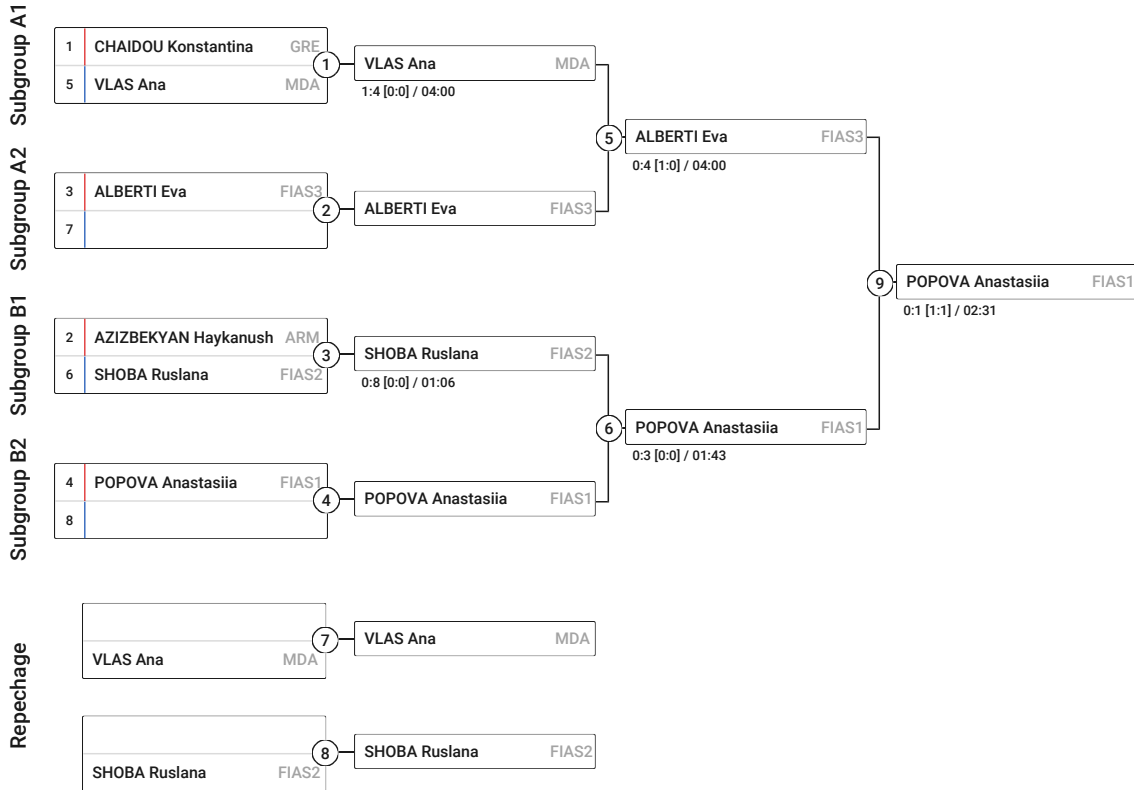 Subgroup A1
1 CHAIDOU Konstantina GRE
5 VLAS Ana MDA
1
VLAS Ana MDA
1:4 [0:0] / 04:00
5
ALBERTI Eva FIAS3
0:4 [1:0] / 04:00
Subgroup A2
3 ALBERTI Eva FIAS3
7
2
ALBERTI Eva FIAS3
9
POPOVA Anastasiia FIAS1
0:1 [1:1] / 02:31
Subgroup B1
2 AZIZBEKYAN Haykanush ARM
6 SHOBA Ruslana FIAS2
3
SHOBA Ruslana FIAS2
0:8 [0:0] / 01:06
6
POPOVA Anastasiia FIAS1
0:3 [0:0] / 01:43
Subgroup B2
4 POPOVA Anastasiia FIAS1
8
4
POPOVA Anastasiia FIAS1
Repechage
VLAS Ana MDA
7
VLAS Ana MDA
SHOBA Ruslana FIAS2
8
SHOBA Ruslana FIAS2